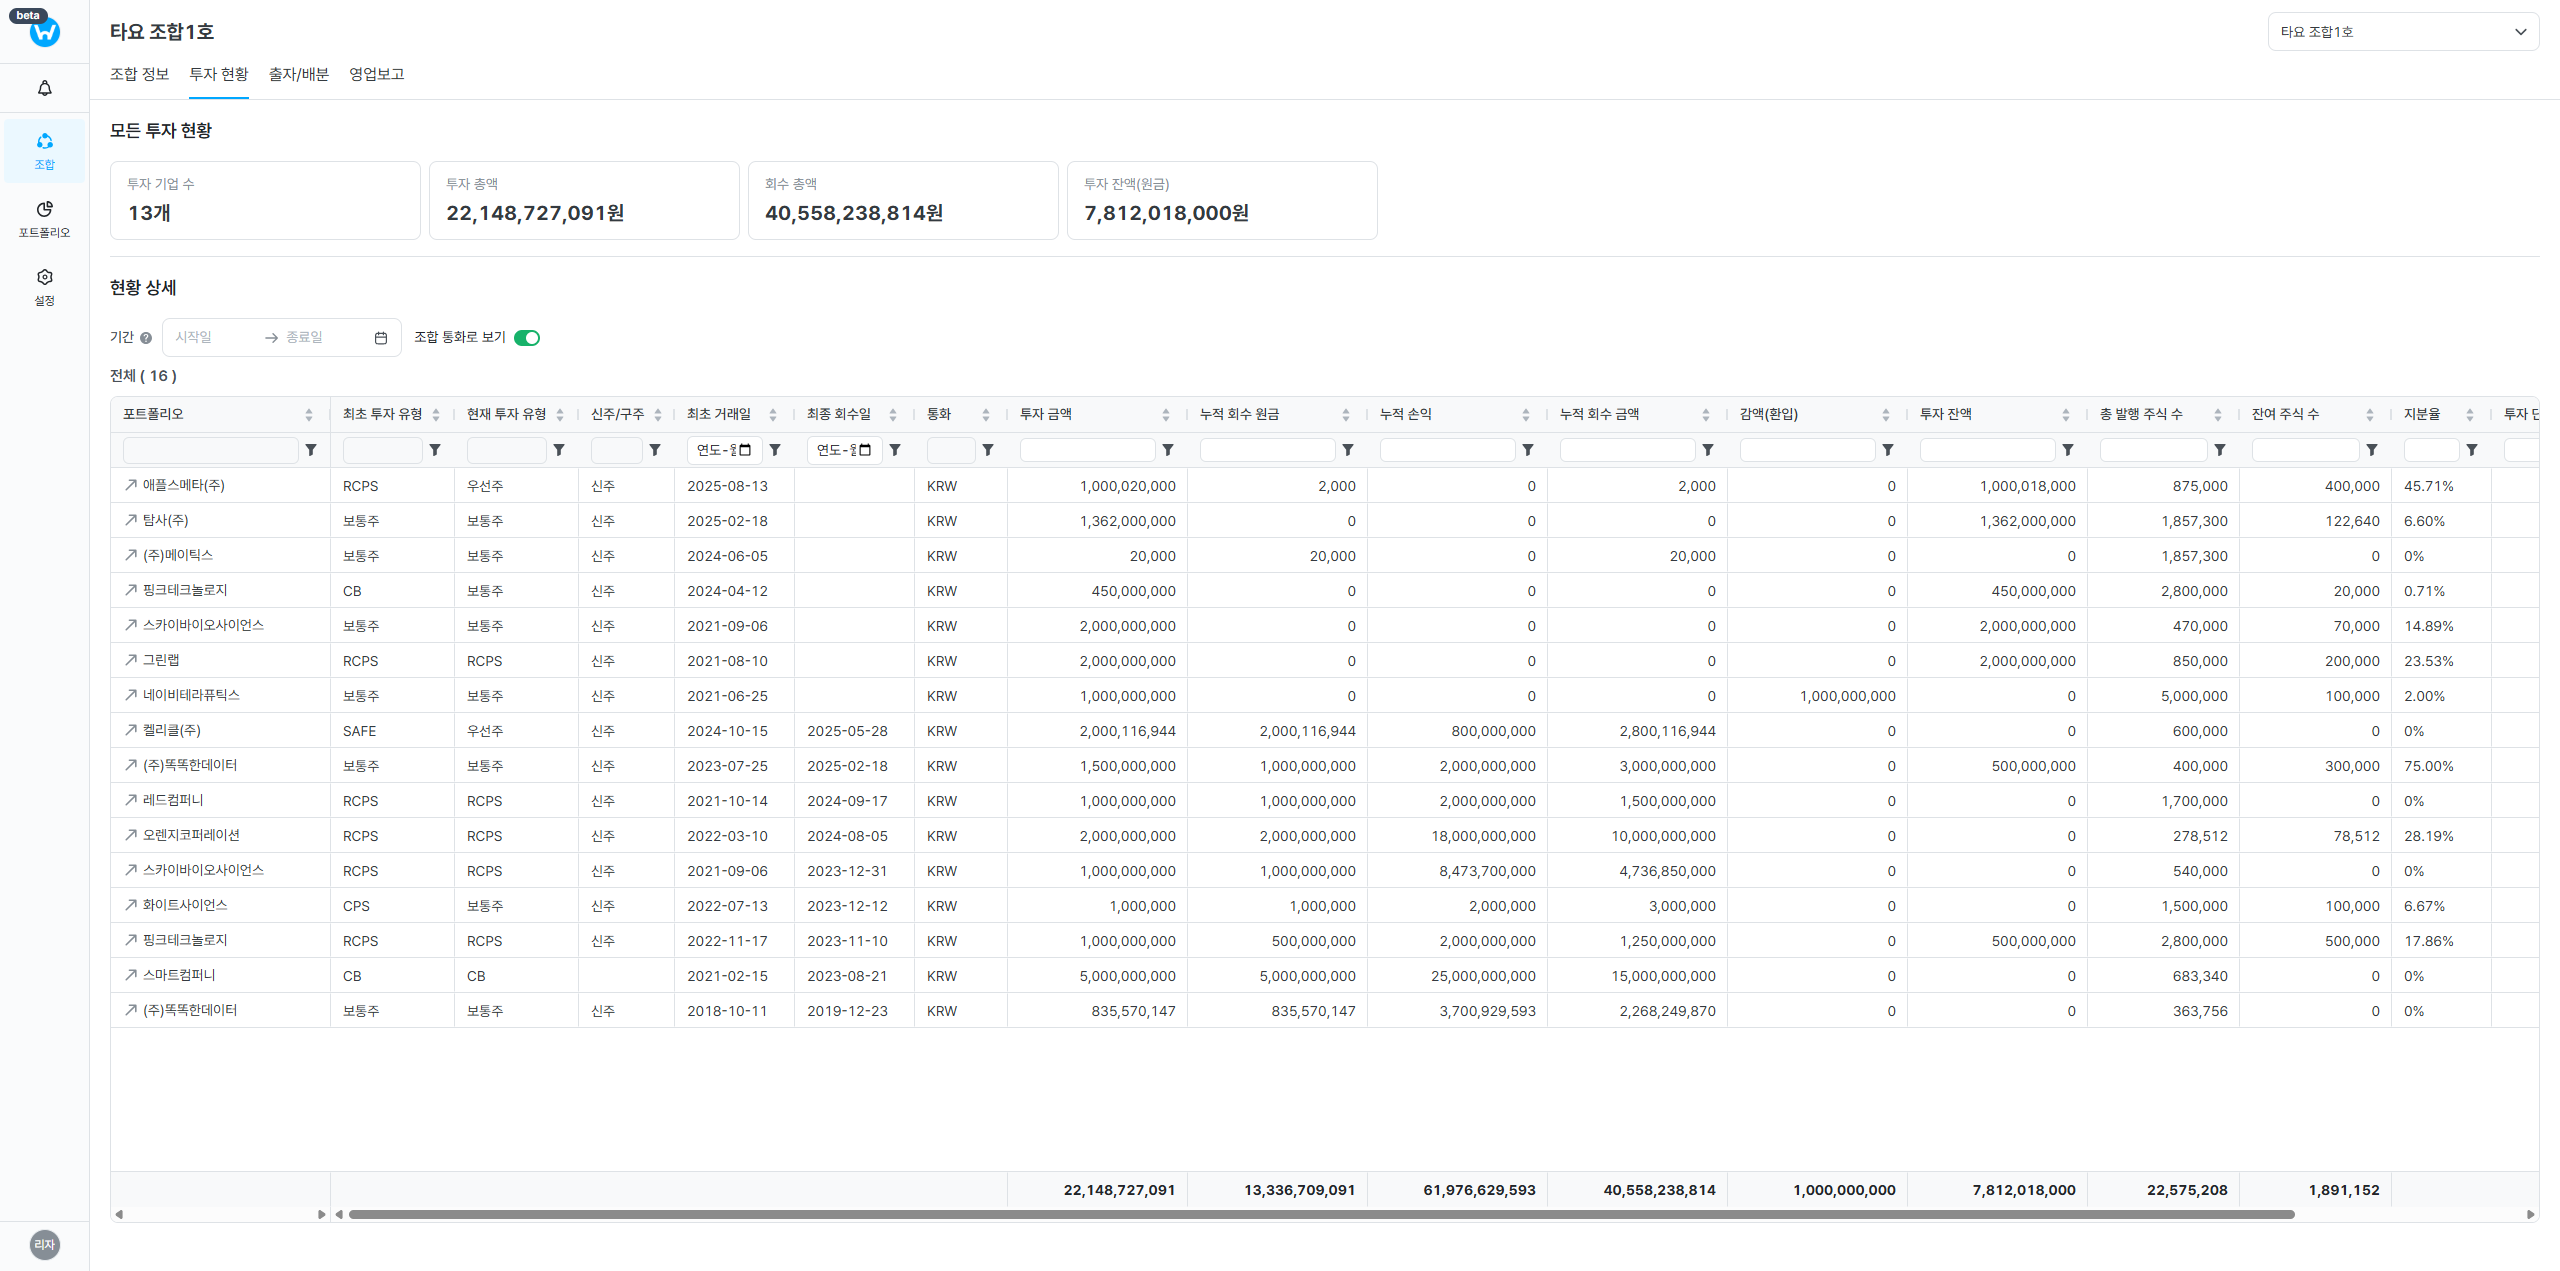 beta
타요 조합1호
타요 조합1호
조합 정보 투자 현황 출자/배분 영업보고
조합
포트폴리오
설정
리자
모든 투자 현황
투자 기업 수
13개
투자 총액
22,148,727,091원
회수 총액
40,558,238,814원
투자 잔액(원금)
7,812,018,000원
현황 상세
기간 시작일 → 종료일 조합 통화로 보기
전체 ( 16 )
포트폴리오 최초 투자 유형 현재 투자 유형 신주/구주 최초 거래일 최종 회수일 통화 투자 금액 누적 회수 원금 누적 손익 누적 회수 금액 감액(환입) 투자 잔액 총 발행 주식 수 잔여 주식 수 지분율 투자
연도- 연도-
애플스메타(주) RCPS 우선주 신주 2025-08-13 KRW 1,000,020,000 2,000 0 2,000 0 1,000,018,000 875,000 400,000 45.71%
탐사(주) 보통주 보통주 신주 2025-02-18 KRW 1,362,000,000 0 0 0 0 1,362,000,000 1,857,300 122,640 6.60%
(주)메이틱스 보통주 보통주 신주 2024-06-05 KRW 20,000 20,000 0 20,000 0 0 1,857,300 0 0%
핑크테크놀로지 CB 보통주 신주 2024-04-12 KRW 450,000,000 0 0 0 0 450,000,000 2,800,000 20,000 0.71%
스카이바이오사이언스 보통주 보통주 신주 2021-09-06 KRW 2,000,000,000 0 0 0 0 2,000,000,000 470,000 70,000 14.89%
그린랩 RCPS RCPS 신주 2021-08-10 KRW 2,000,000,000 0 0 0 0 2,000,000,000 850,000 200,000 23.53%
네이비테라퓨틱스 보통주 보통주 신주 2021-06-25 KRW 1,000,000,000 0 0 0 1,000,000,000 0 5,000,000 100,000 2.00%
켈리클(주) SAFE 우선주 신주 2024-10-15 2025-05-28 KRW 2,000,116,944 2,000,116,944 800,000,000 2,800,116,944 0 0 600,000 0 0%
(주)똑똑한데이터 보통주 보통주 신주 2023-07-25 2025-02-18 KRW 1,500,000,000 1,000,000,000 2,000,000,000 3,000,000,000 0 500,000,000 400,000 300,000 75.00%
레드컴퍼니 RCPS RCPS 신주 2021-10-14 2024-09-17 KRW 1,000,000,000 1,000,000,000 2,000,000,000 1,500,000,000 0 0 1,700,000 0 0%
오렌지코퍼레이션 RCPS RCPS 신주 2022-03-10 2024-08-05 KRW 2,000,000,000 2,000,000,000 18,000,000,000 10,000,000,000 0 0 278,512 78,512 28.19%
스카이바이오사이언스 RCPS RCPS 신주 2021-09-06 2023-12-31 KRW 1,000,000,000 1,000,000,000 8,473,700,000 4,736,850,000 0 0 540,000 0 0%
화이트사이언스 CPS 보통주 신주 2022-07-13 2023-12-12 KRW 1,000,000 1,000,000 2,000,000 3,000,000 0 0 1,500,000 100,000 6.67%
핑크테크놀로지 RCPS RCPS 신주 2022-11-17 2023-11-10 KRW 1,000,000,000 500,000,000 2,000,000,000 1,250,000,000 0 500,000,000 2,800,000 500,000 17.86%
스마트컴퍼니 CB CB 2021-02-15 2023-08-21 KRW 5,000,000,000 5,000,000,000 25,000,000,000 15,000,000,000 0 0 683,340 0 0%
(주)똑똑한데이터 보통주 보통주 신주 2018-10-11 2019-12-23 KRW 835,570,147 835,570,147 3,700,929,593 2,268,249,870 0 0 363,756 0 0%
22,148,727,091 13,336,709,091 61,976,629,593 40,558,238,814 1,000,000,000 7,812,018,000 22,575,208 1,891,152